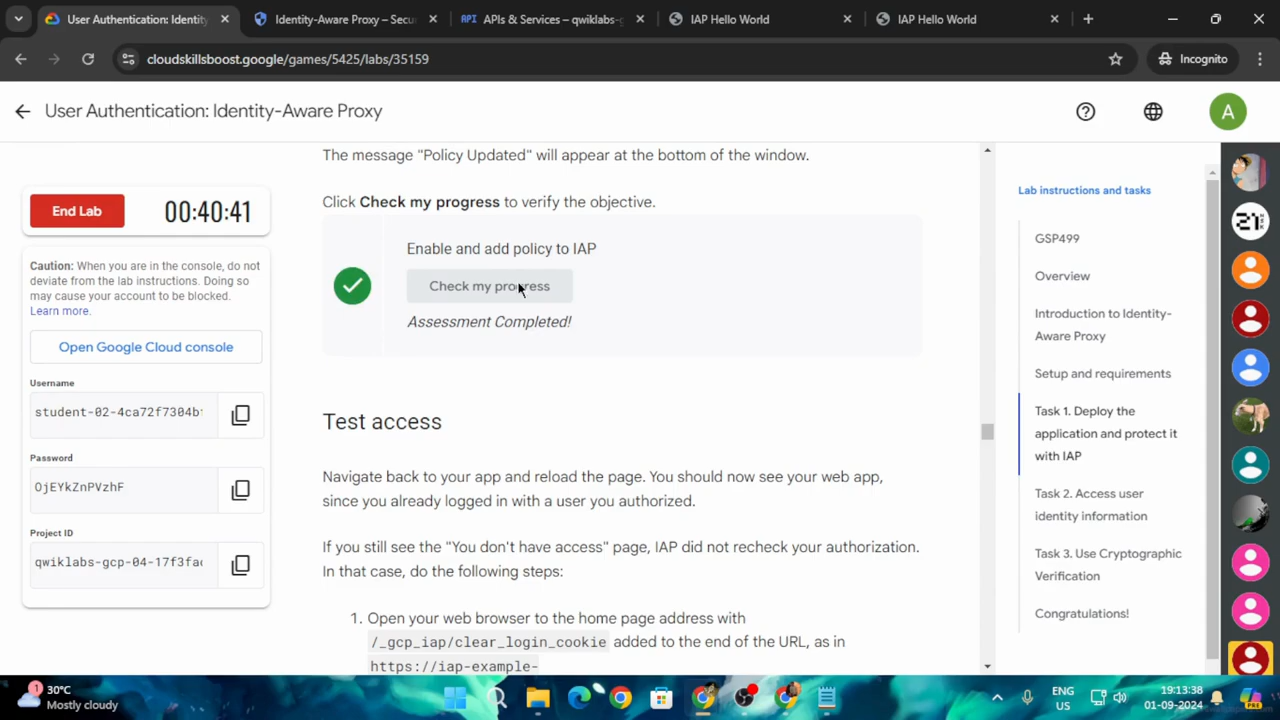 User Authentication: Identity
Identity-Aware Proxy – Secu
API
APIs & Services – qwiklabs-g
IAP Hello World
IAP Hello World
cloudskillsboost.google/games/5425/labs/35159
Incognito
User Authentication: Identity-Aware Proxy
A
End Lab
00:40:41
Caution: When you are in the console, do not
deviate from the lab instructions. Doing so
may cause your account to be blocked.
Learn more.
Open Google Cloud console
Username
student-02-4ca72f7304b
Password
OjEYkZnPVzhF
Project ID
qwiklabs-gcp-04-17f3fac
The message "Policy Updated" will appear at the bottom of the window.
Click Check my progress to verify the objective.
Enable and add policy to IAP
Check my progress
Assessment Completed!
Test access
Navigate back to your app and reload the page. You should now see your web app,
since you already logged in with a user you authorized.
If you still see the "You don't have access" page, IAP did not recheck your authorization.
In that case, do the following steps:
1. Open your web browser to the home page address with
/_gcp_iap/clear_login_cookie added to the end of the URL, as in
https://iap-example-
Lab instructions and tasks
GSP499
Overview
Introduction to Identity-
Aware Proxy
Setup and requirements
Task 1. Deploy the
application and protect it
with IAP
Task 2. Access user
identity information
Task 3. Use Cryptographic
Verification
Congratulations!
21
1
30°C
Mostly cloudy
ENG
US
19:13:38
01-09-2024
PRE